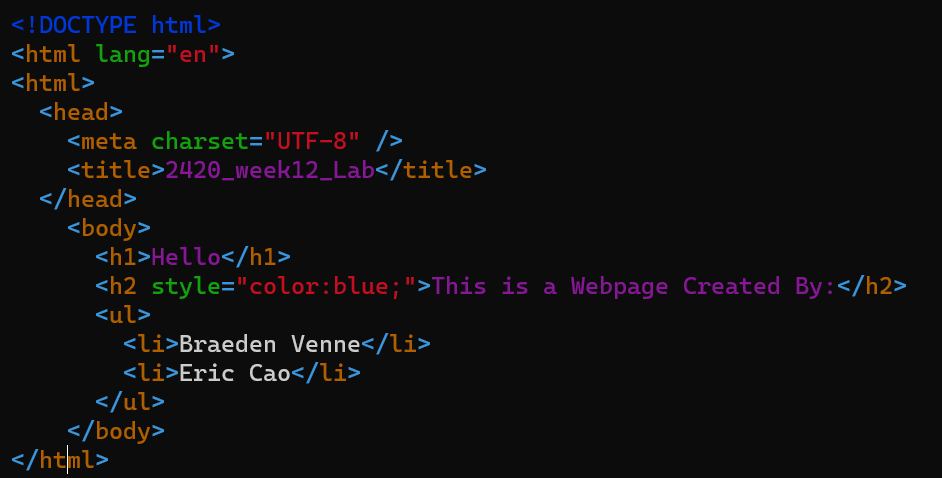 <!DOCTYPE html>
<html lang="en">
<html>
  <head>
    <meta charset="UTF-8" />
    <title>2420_week12_Lab</title>
  </head>
    <body>
      <h1>Hello</h1>
      <h2 style="color:blue;">This is a Webpage Created By:</h2>
      <ul>
        <li>Braeden Venne</li>
        <li>Eric Cao</li>
      </ul>
    </body>
</html>